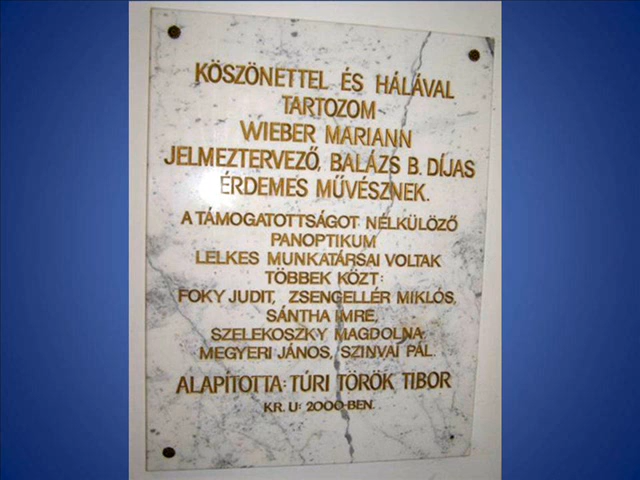 KÖSZÖNETTEL ÉS HÁLÁVAL
TARTOZOM
WIEBER MARIANN
JELMEZTERVEZŐ, BALÁZS B. DÍJAS
ÉRDEMES MŰVÉSZNEK.
A TÁMOGATOTTSÁGOT NÉLKÜLÖZŐ
PANOPTIKUM
LELKES MUNKATÁRSAI VOLTAK
TÖBBEK KÖZT:
FOKY JUDIT, ZSENGELLÉR MIKLÓS,
SÁNTHA IMRE,
SZELEKOSZKY MAGDOLNA,
MEGYERI JÁNOS, SZINVAI PÁL.
ALAPÍTOTTA: TÚRI TÖRÖK TIBOR
KR. U: 2000-BEN.